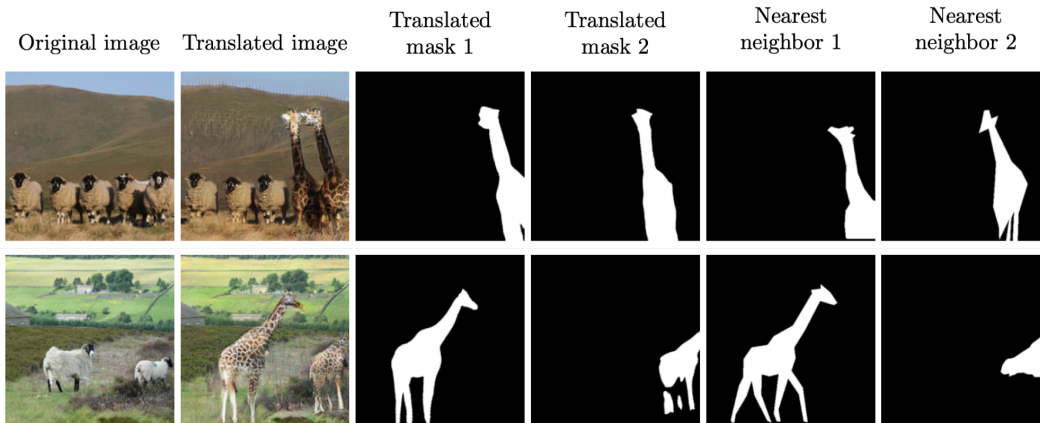 Original image
Translated image
Translated
mask 1
Translated
mask 2
Nearest
neighbor 1
Nearest
neighbor 2